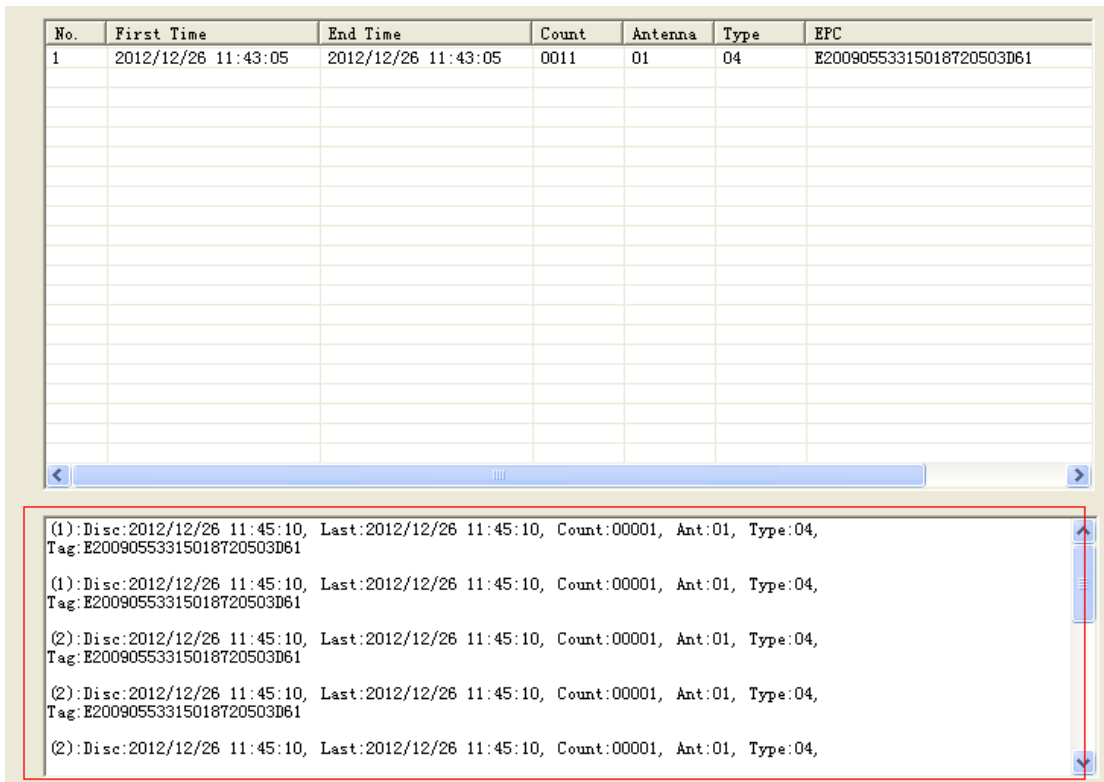 No. First Time End Time Count Antenna Type EPC
1 2012/12/26 11:43:05 2012/12/26 11:43:05 0011 01 04 E20090553315018720503D61
(1):Disc:2012/12/26 11:45:10, Last:2012/12/26 11:45:10, Count:00001, Ant:01, Type:04,
Tag:E20090553315018720503D61
(1):Disc:2012/12/26 11:45:10, Last:2012/12/26 11:45:10, Count:00001, Ant:01, Type:04,
Tag:E20090553315018720503D61
(2):Disc:2012/12/26 11:45:10, Last:2012/12/26 11:45:10, Count:00001, Ant:01, Type:04,
Tag:E20090553315018720503D61
(2):Disc:2012/12/26 11:45:10, Last:2012/12/26 11:45:10, Count:00001, Ant:01, Type:04,
Tag:E20090553315018720503D61
(2):Disc:2012/12/26 11:45:10, Last:2012/12/26 11:45:10, Count:00001, Ant:01, Type:04,